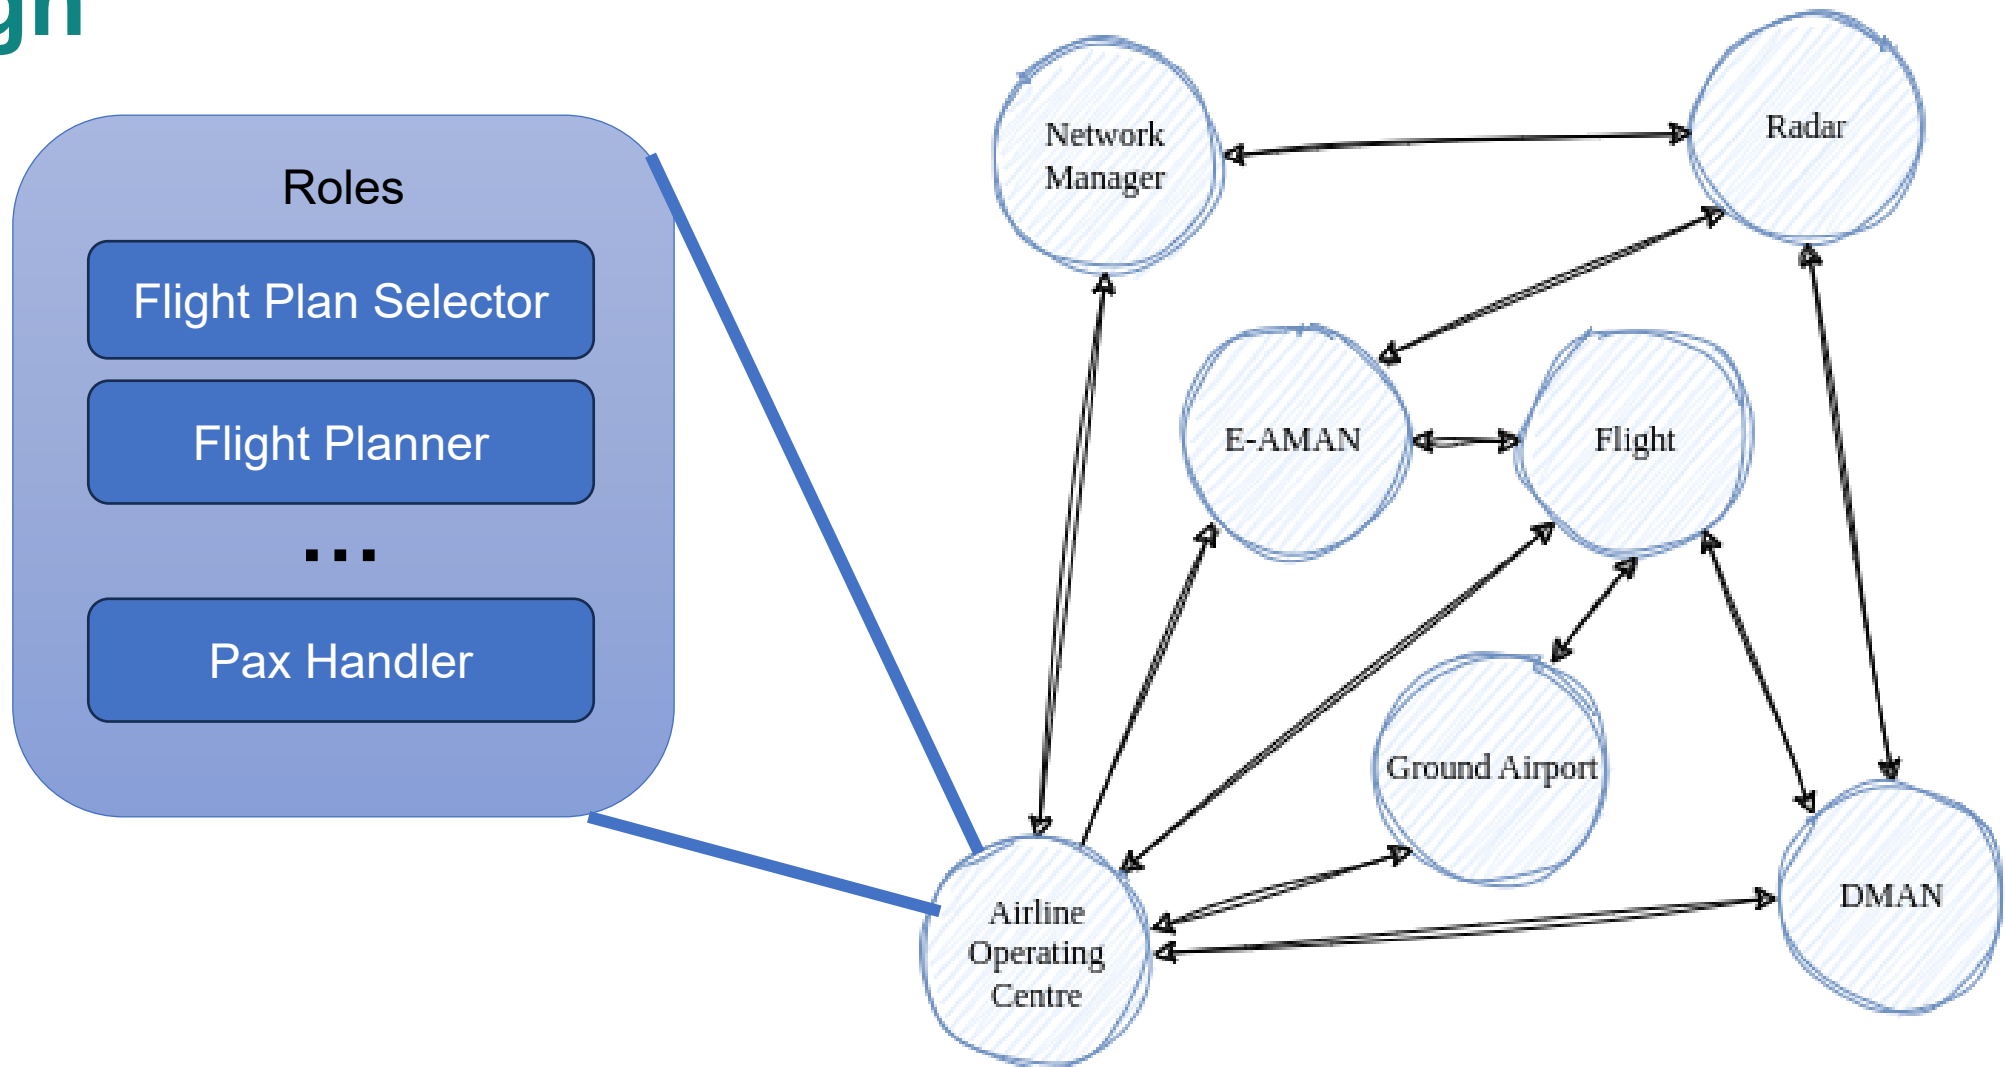 gn
Roles
Flight Plan Selector
Flight Planner
...
Pax Handler
Network
Manager
Radar
E-AMAN
Flight
Ground Airport
Airline
Operating
Centre
DMAN